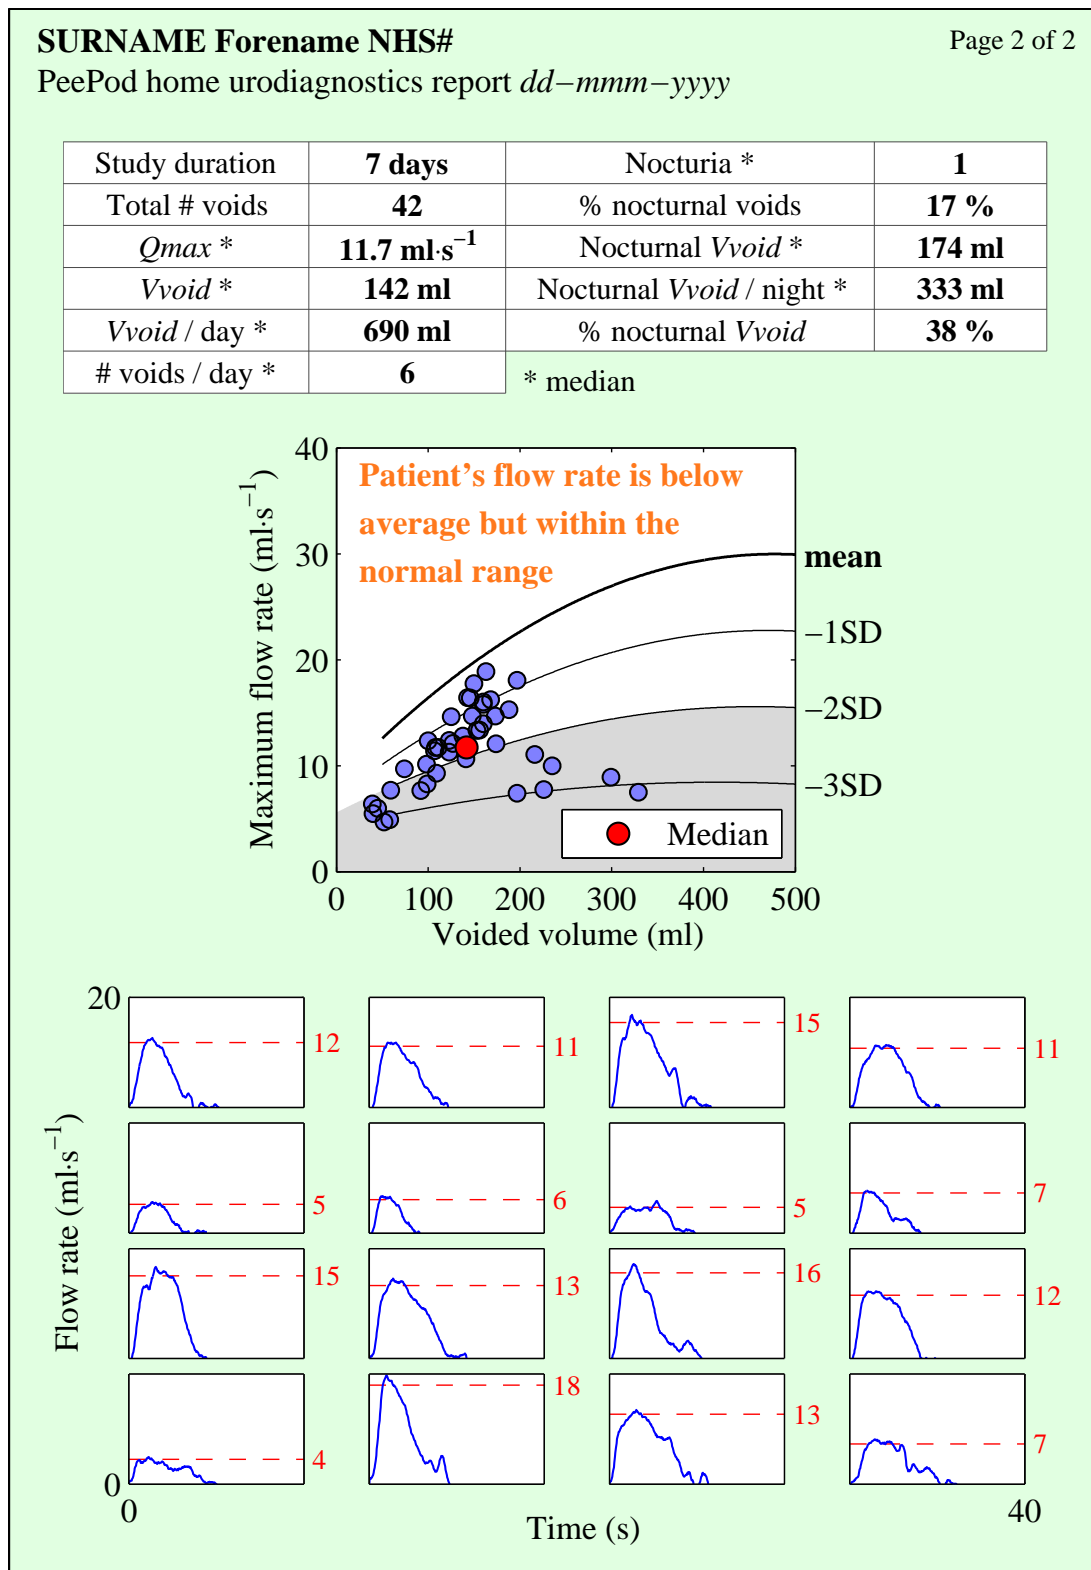 SURNAME Forename NHS#
Page 2 of 2
PeePod home urodiagnostics report dd−mmm−yyyy
Study duration 7 days Nocturia * 1
Total # voids 42 % nocturnal voids 17 %
Qmax * 11.7 ml·s⁻¹ Nocturnal Vvoid * 174 ml
Vvoid * 142 ml Nocturnal Vvoid / night * 333 ml
Vvoid / day * 690 ml % nocturnal Vvoid 38 %
# voids / day * 6 * median
Maximum flow rate (ml·s⁻¹)
40
30
20
10
0
Patient’s flow rate is below
average but within the
normal range
mean
−1SD
−2SD
−3SD
Median
0 100 200 300 400 500
Voided volume (ml)
Flow rate (ml·s⁻¹)
20
12 11 15 11
5 6 5 7
15 13 16 12
4 18 13 7
0
0 40
Time (s)